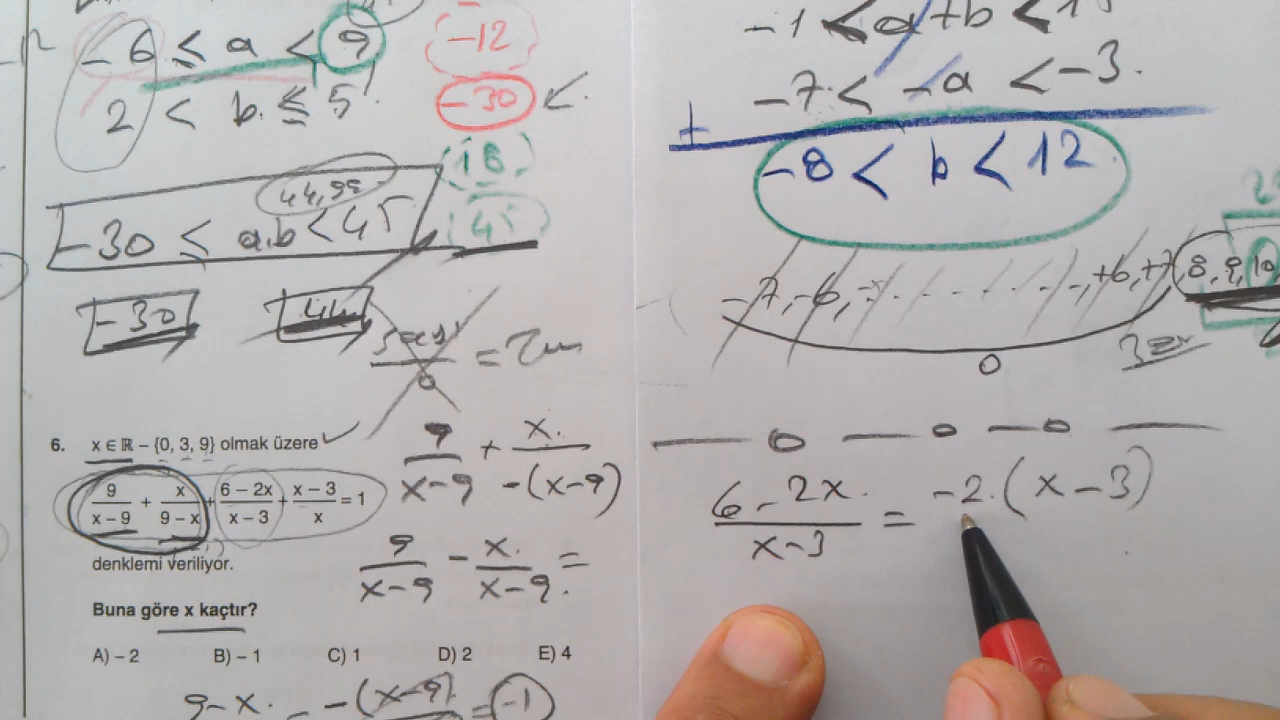 -6 ≤ a < 9
2 < b ≤ 5
-12
-30
18
45
44,99
-30 ≤ a.b < 45
-30
44
6. x ∈ ℝ – {0, 3, 9} olmak üzere
9/(x – 9) + x/(9 – x) + (6 – 2x)/(x – 3) + (x – 3)/x = 1
denklemi veriliyor.
Buna göre x kaçtır?
A) – 2 B) – 1 C) 1 D) 2 E) 4
9/(x-9) + x/-(x-9)
9/(x-9) - x/(x-9) =
9-x = -(x-9) = -1
-7 < -a < -3
+
-8 < b < 12
-7, -6, - . . . . . , +6, +7, 8, 9, 10
0
(6-2x)/(x-3) = -2.(x-3)